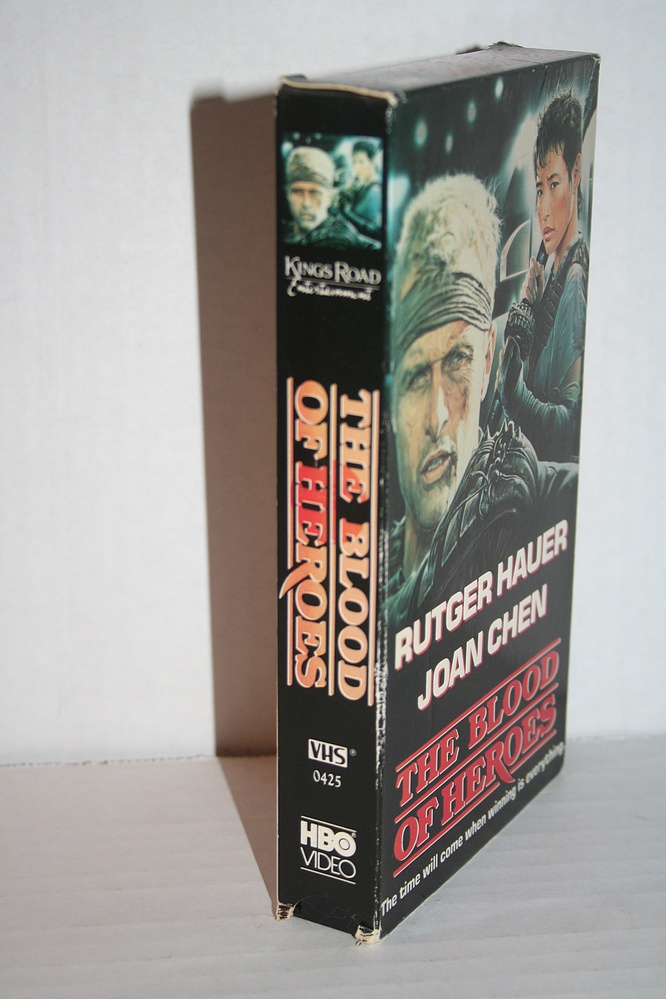 KINGS ROAD
Entertainment
THE BLOOD
OF HEROES
VHS®
0425
HBO®
VIDEO
RUTGER HAUER
JOAN CHEN
THE BLOOD
OF HEROES
The time will come when winning is everything.